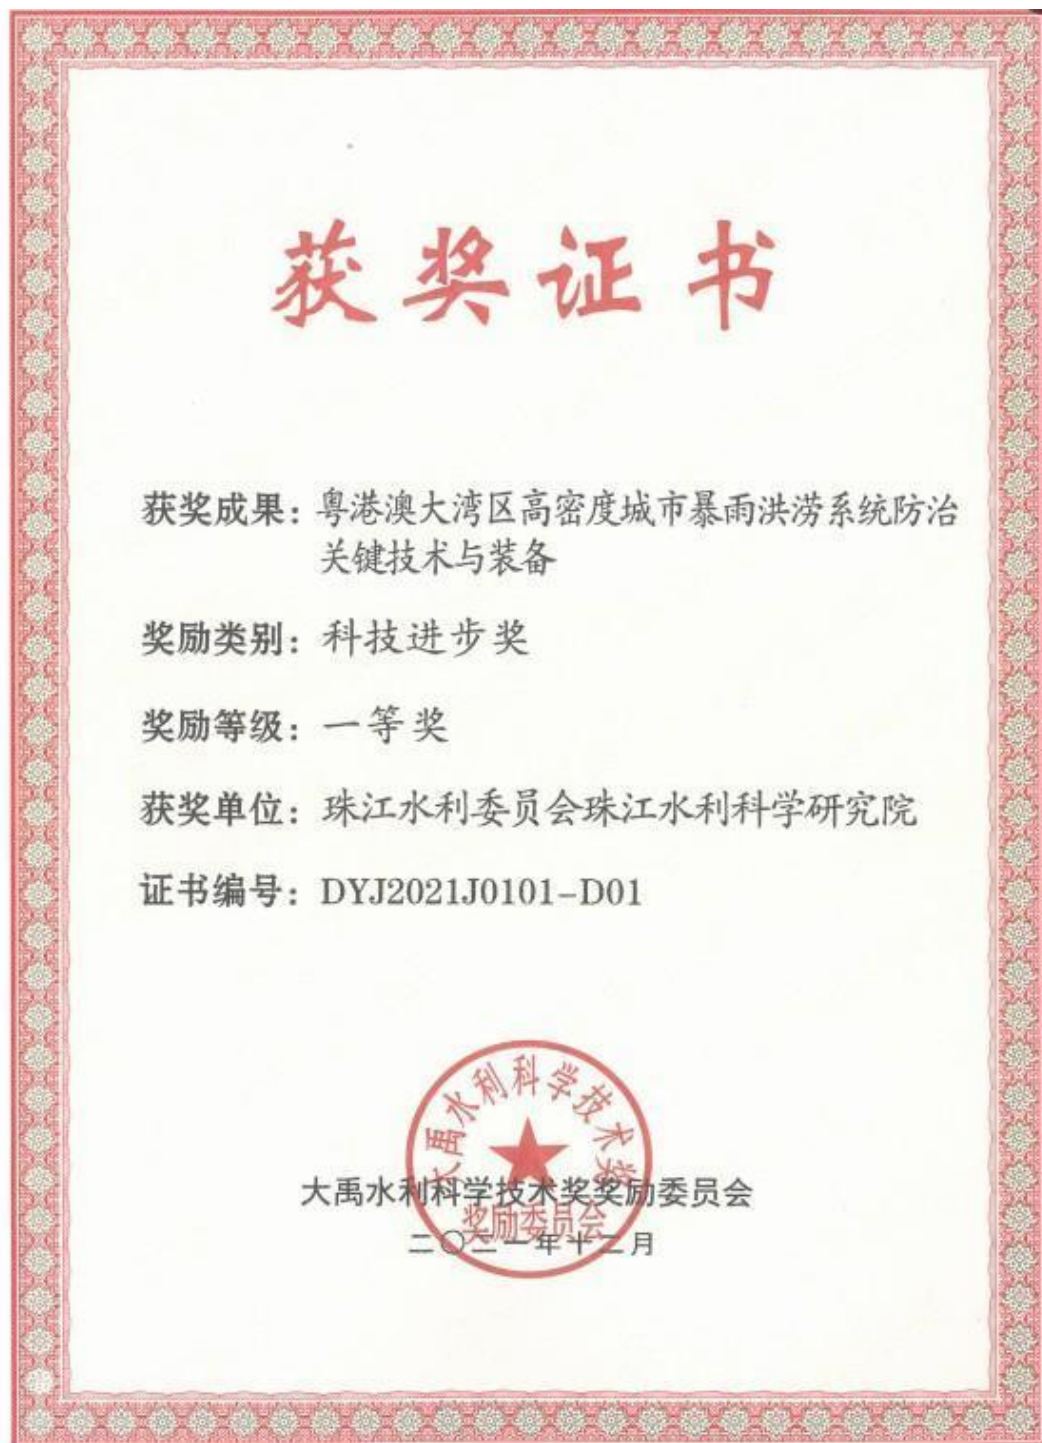 获奖证书
获奖成果：粤港澳大湾区高密度城市暴雨洪涝系统防治
关键技术与装备
奖励类别：科技进步奖
奖励等级：一等奖
获奖单位：珠江水利委员会珠江水利科学研究院
证书编号：DYJ2021J0101-D01
大禹水利科学技术奖
奖励委员会
大禹水利科学技术奖奖励委员会
二〇二一年十二月